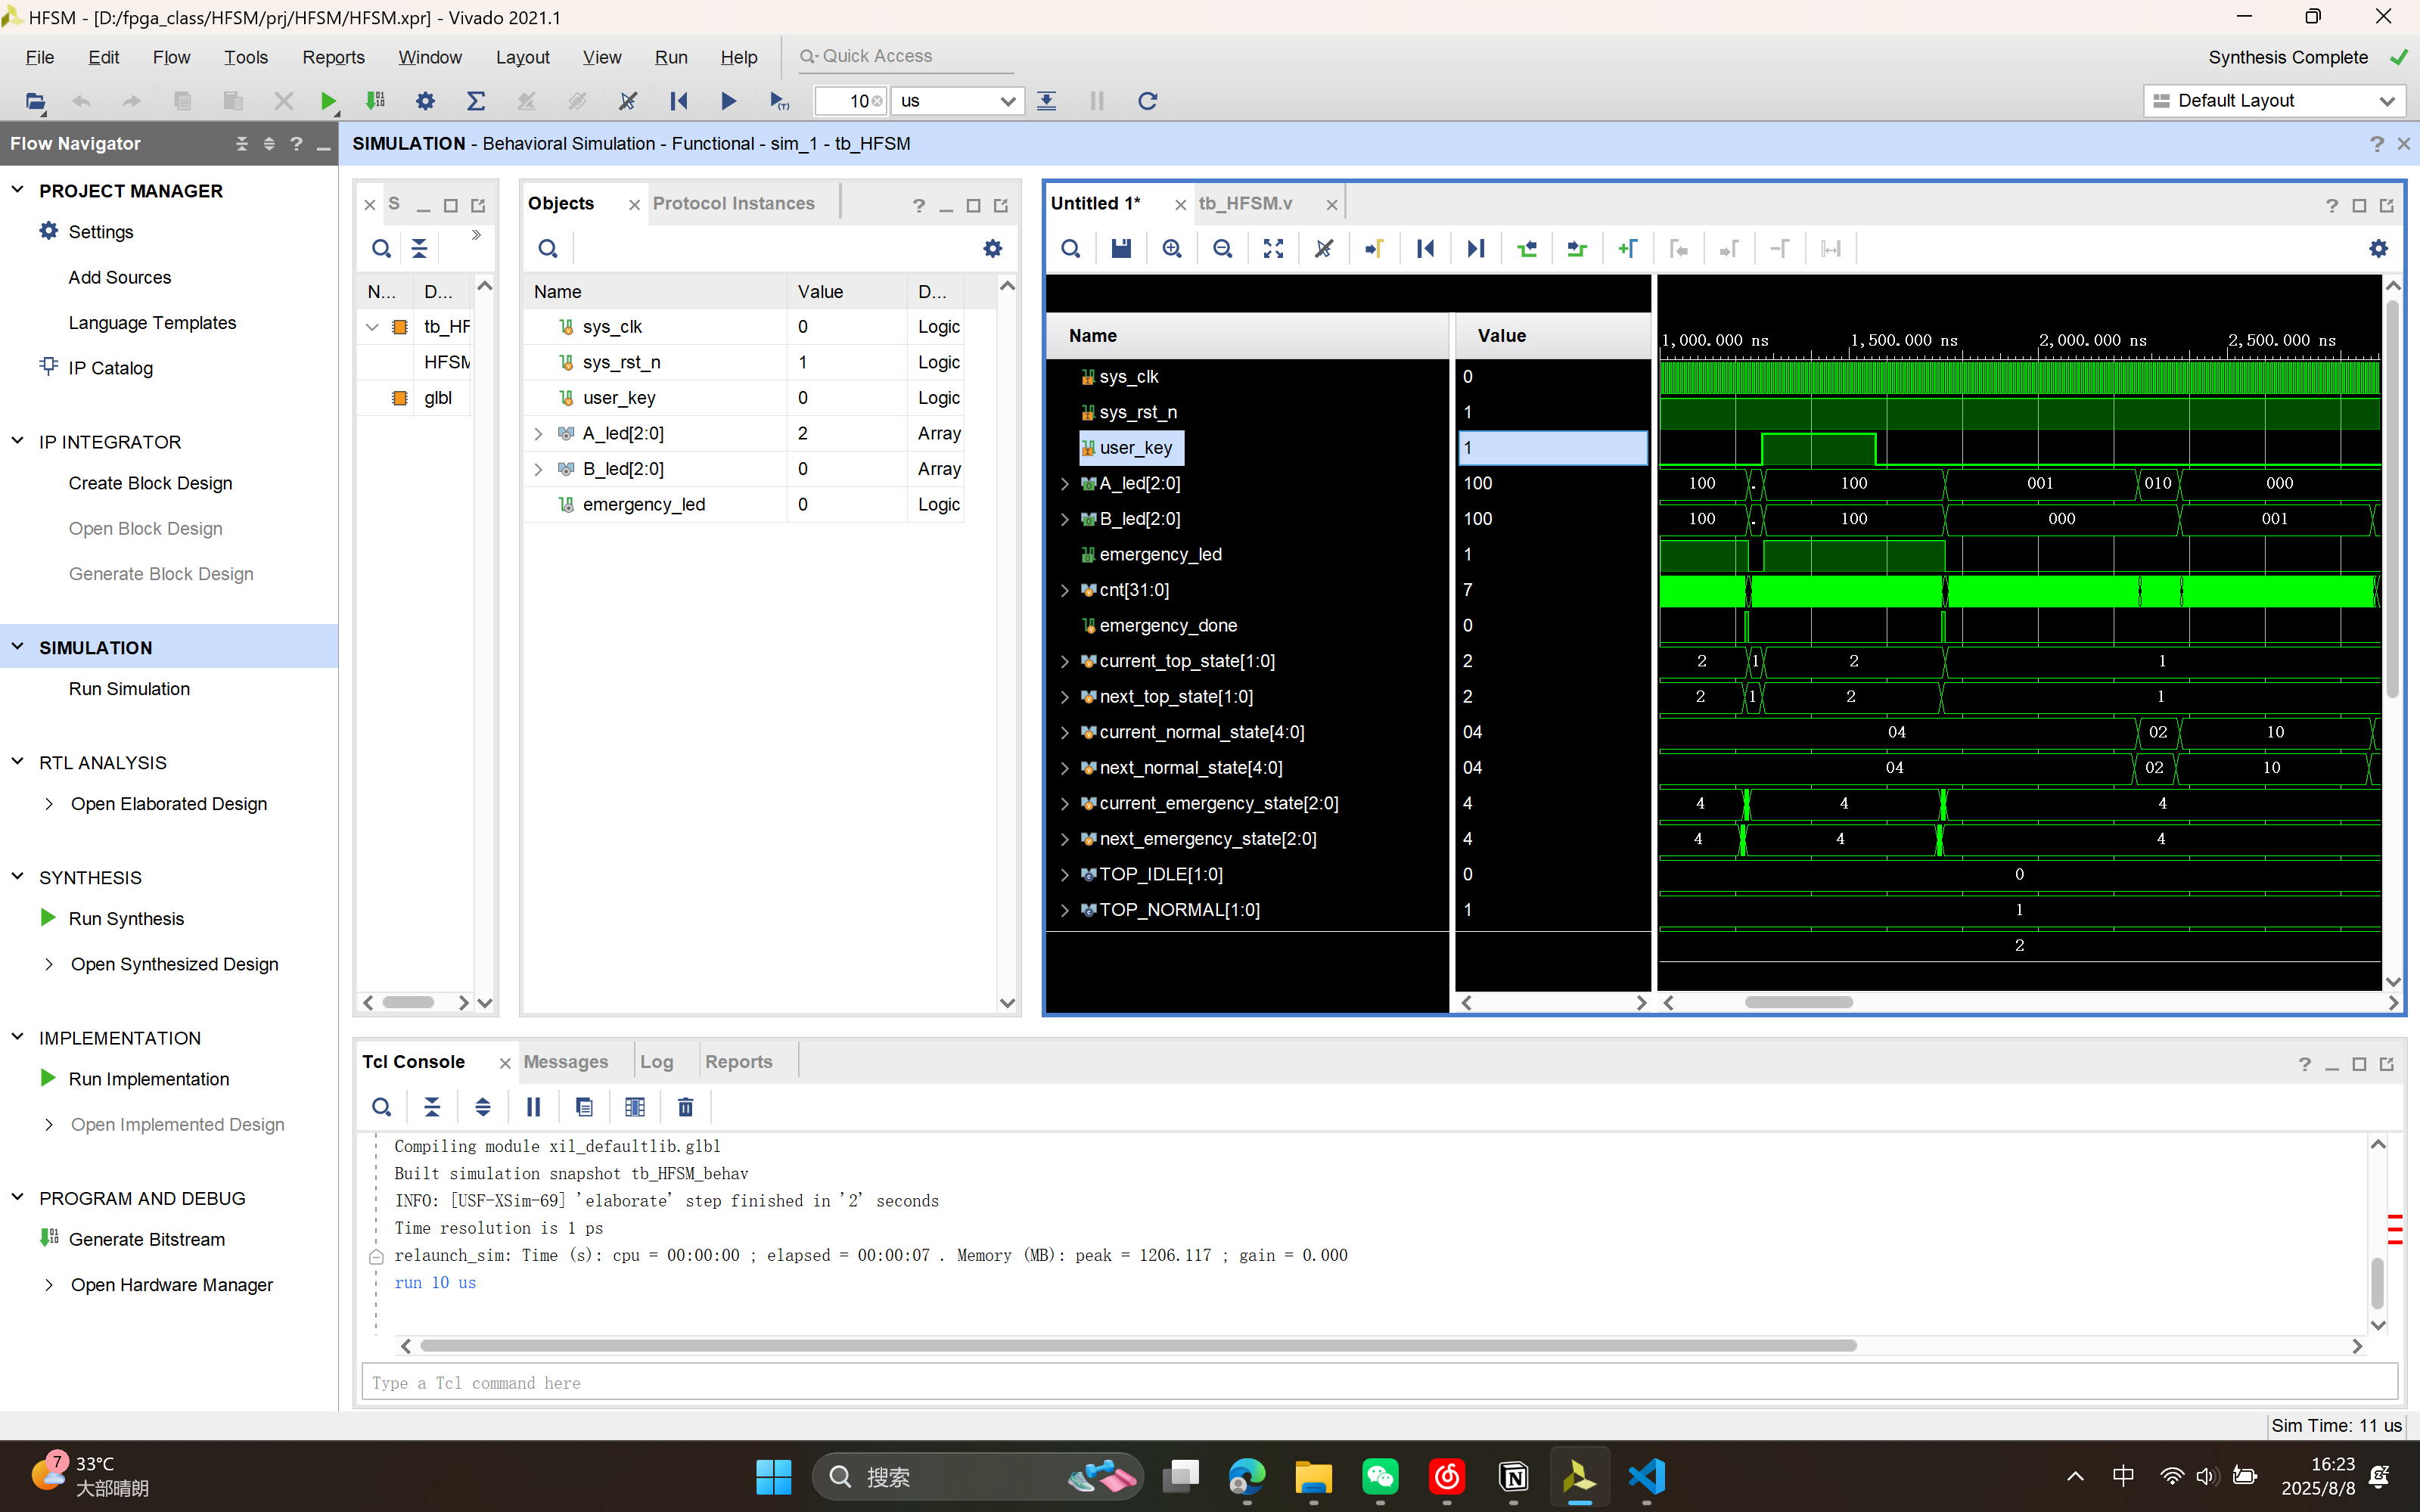 HFSM - [D:/fpga_class/HFSM/prj/HFSM/HFSM.xpr] - Vivado 2021.1
File Edit Flow Tools Reports Window Layout View Run Help Quick Access Synthesis Complete
10 us Default Layout
Flow Navigator
SIMULATION - Behavioral Simulation - Functional - sim_1 - tb_HFSM
PROJECT MANAGER
Settings
Add Sources
Language Templates
IP Catalog
IP INTEGRATOR
Create Block Design
Open Block Design
Generate Block Design
SIMULATION
Run Simulation
RTL ANALYSIS
Open Elaborated Design
SYNTHESIS
Run Synthesis
Open Synthesized Design
IMPLEMENTATION
Run Implementation
Open Implemented Design
PROGRAM AND DEBUG
Generate Bitstream
Open Hardware Manager
S
N... D...
tb_HF
HFSM
glbl
Objects Protocol Instances
Name Value D...
sys_clk 0 Logic
sys_rst_n 1 Logic
user_key 0 Logic
A_led[2:0] 2 Array
B_led[2:0] 0 Array
emergency_led 0 Logic
Untitled 1* tb_HFSM.v
Name Value 1,000.000 ns 1,500.000 ns 2,000.000 ns 2,500.000 ns
sys_clk 0
sys_rst_n 1
user_key 1
A_led[2:0] 100 100 . 100 001 010 000
B_led[2:0] 100 100 . 100 000 001
emergency_led 1
cnt[31:0] 7
emergency_done 0
current_top_state[1:0] 2 2 1 2 1
next_top_state[1:0] 2 2 1 2 1
current_normal_state[4:0] 04 04 02 10
next_normal_state[4:0] 04 04 02 10
current_emergency_state[2:0] 4 4 4 4
next_emergency_state[2:0] 4 4 4 4
TOP_IDLE[1:0] 0 0
TOP_NORMAL[1:0] 1 1
2
Tcl Console Messages Log Reports
Compiling module xil_defaultlib.glbl
Built simulation snapshot tb_HFSM_behav
INFO: [USF-XSim-69] 'elaborate' step finished in '2' seconds
Time resolution is 1 ps
relaunch_sim: Time (s): cpu = 00:00:00 ; elapsed = 00:00:07 . Memory (MB): peak = 1206.117 ; gain = 0.000
run 10 us
Type a Tcl command here
Sim Time: 11 us
7
33°C
大部晴朗
搜索
中
16:23
2025/8/8